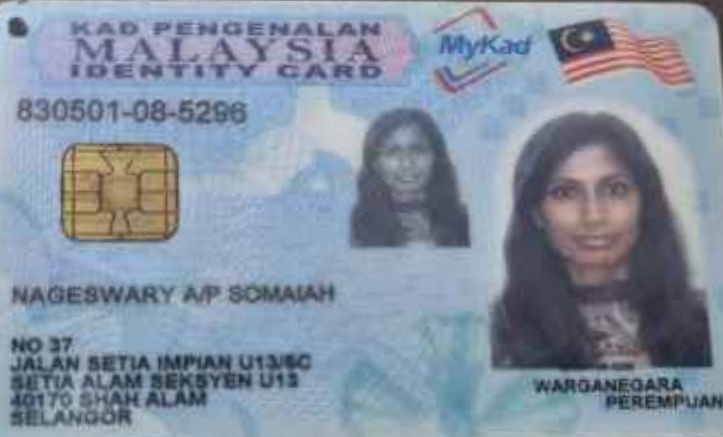 KAD PENGENALAN
MALAYSIA
IDENTITY CARD
MyKad
830501-08-5296
NAGESWARY A/P SOMAIAH
NO 37
JALAN SETIA IMPIAN U13/6C
SETIA ALAM SEKSYEN U13
40170 SHAH ALAM
SELANGOR
WARGANEGARA
PEREMPUAN